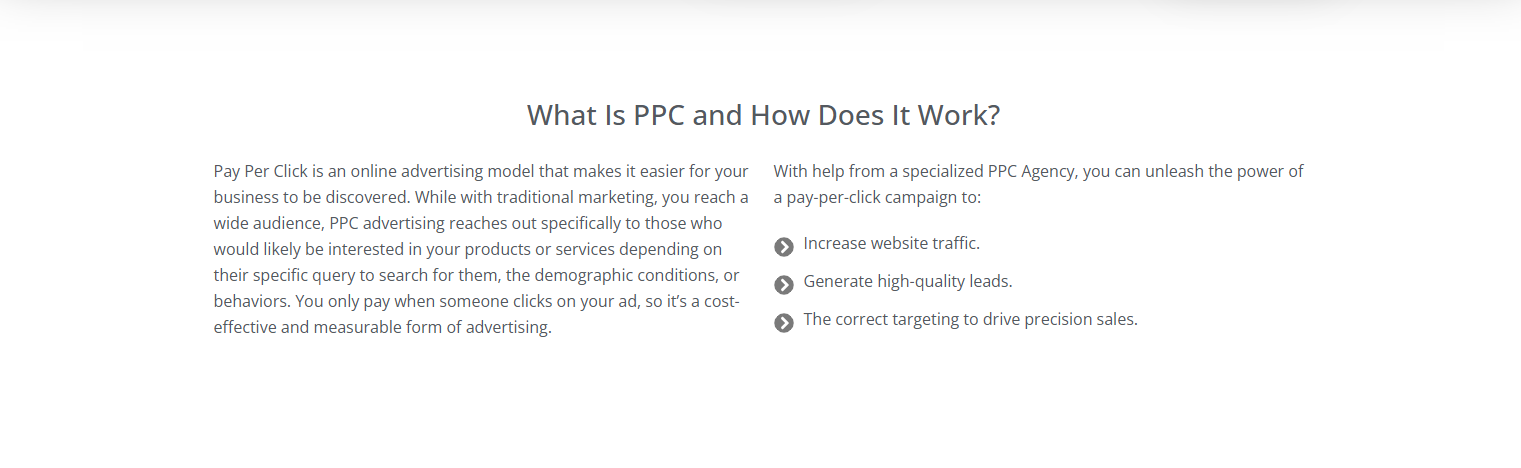 What Is PPC and How Does It Work?
Pay Per Click is an online advertising model that makes it easier for your
business to be discovered. While with traditional marketing, you reach a
wide audience, PPC advertising reaches out specifically to those who
would likely be interested in your products or services depending on
their specific query to search for them, the demographic conditions, or
behaviors. You only pay when someone clicks on your ad, so it’s a cost-
effective and measurable form of advertising.
With help from a specialized PPC Agency, you can unleash the power of
a pay-per-click campaign to:
Increase website traffic.
Generate high-quality leads.
The correct targeting to drive precision sales.